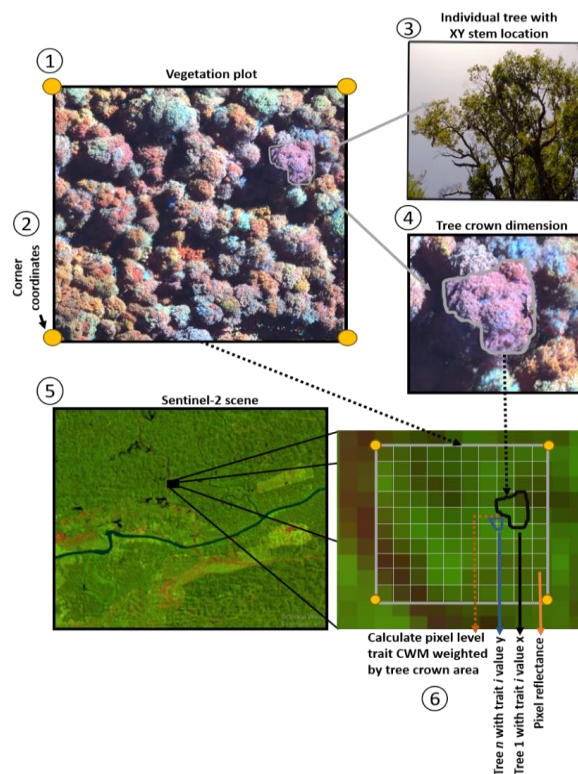 ①
Vegetation plot
③
Individual tree with
XY stem location
②
Corner
coordinates
④
Tree crown dimension
⑤
Sentinel-2 scene
Calculate pixel level
trait CWM weighted
by tree crown area
⑥
Tree n with trait i value y
Tree 1 with trait i value x
Pixel reflectance